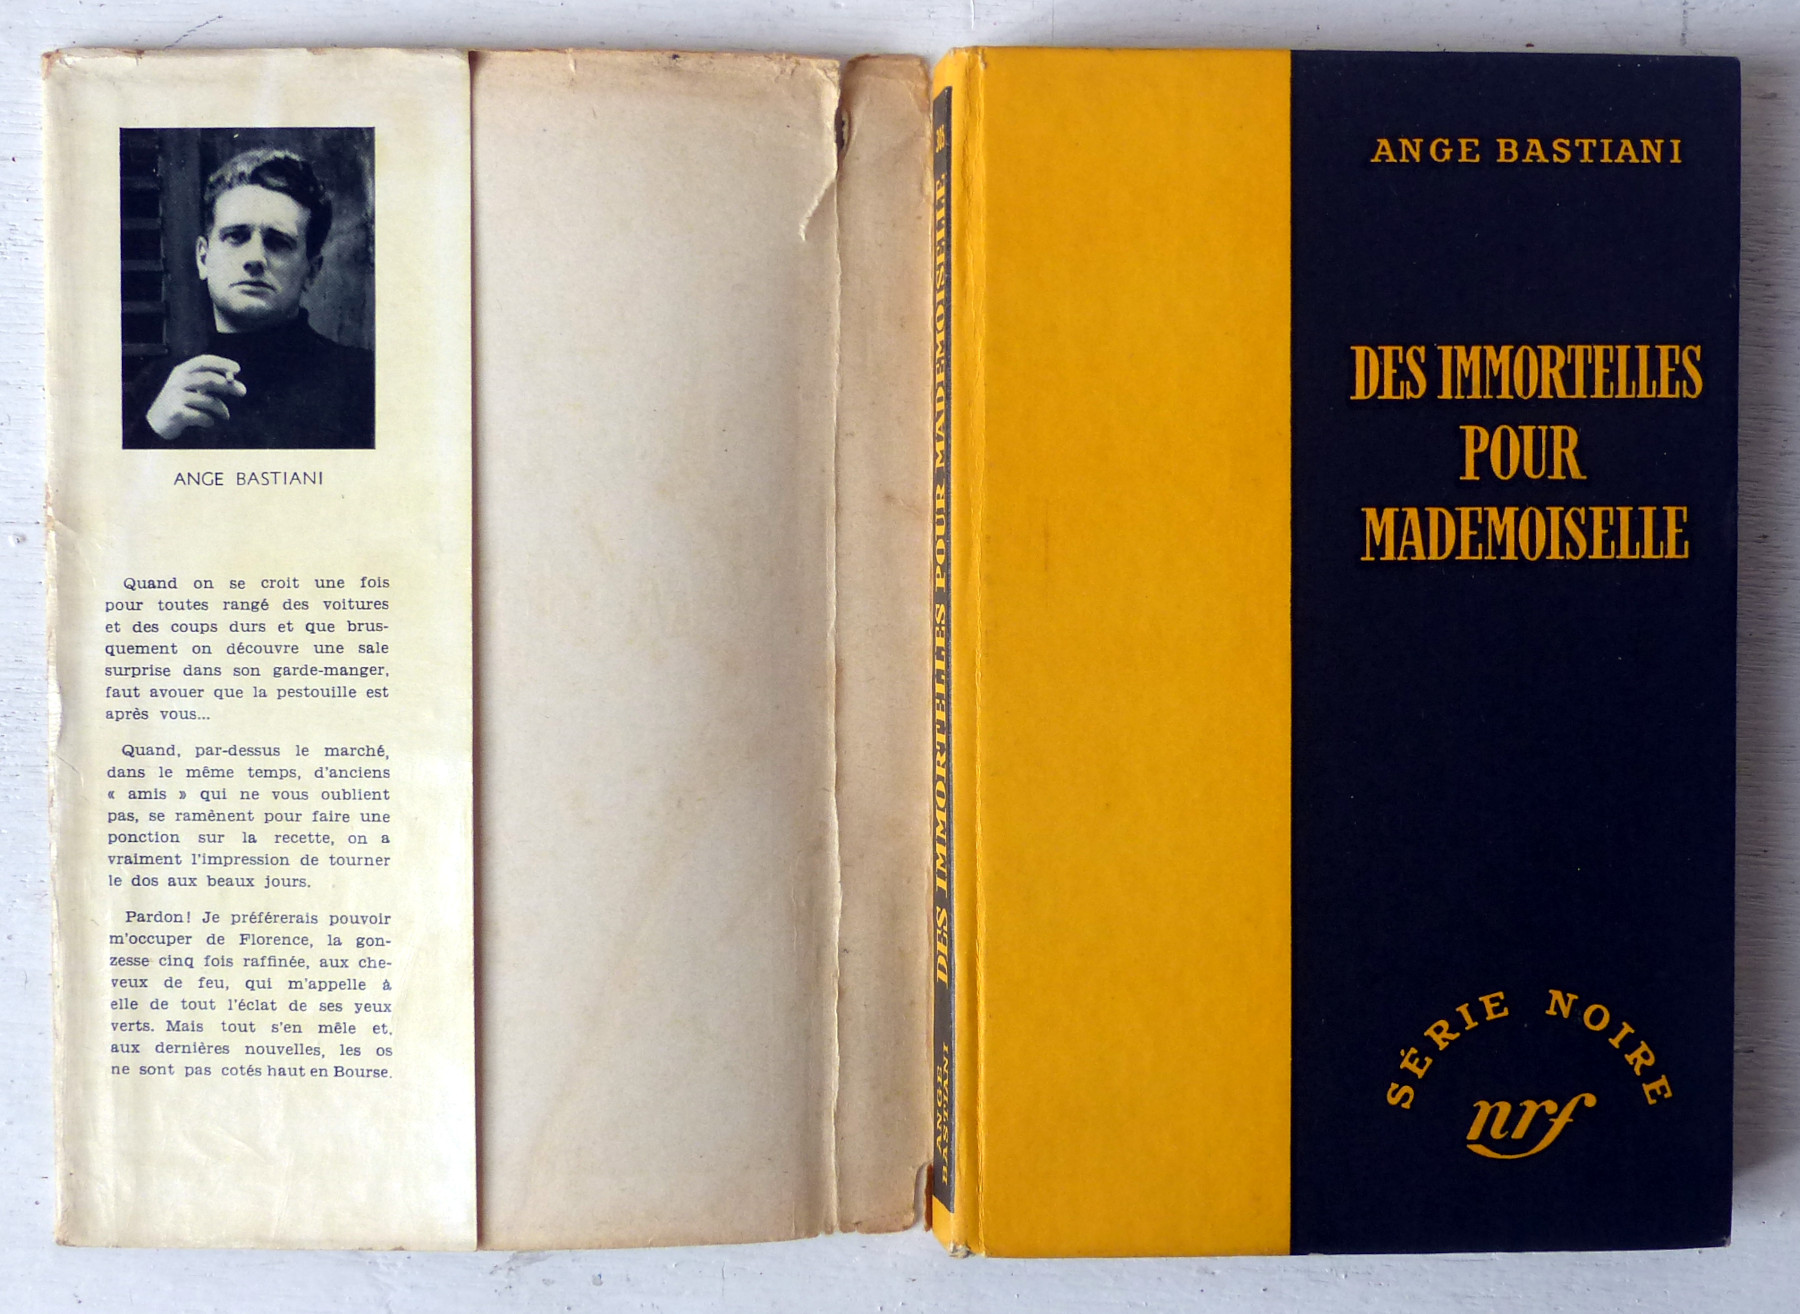 ANGE BASTIANI
Quand on se croit une fois
pour toutes rangé des voitures
et des coups durs et que brus-
quement on découvre une sale
surprise dans son garde-manger,
faut avouer que la pestouille est
après vous...
Quand, par-dessus le marché,
dans le même temps, d'anciens
« amis » qui ne vous oublient
pas, se ramènent pour faire une
ponction sur la recette, on a
vraiment l'impression de tourner
le dos aux beaux jours.
Pardon! Je préférerais pouvoir
m'occuper de Florence, la gon-
zesse cinq fois raffinée, aux che-
veux de feu, qui m'appelle à
elle de tout l'éclat de ses yeux
verts. Mais tout s'en mêle et,
aux dernières nouvelles, les os
ne sont pas cotés haut en Bourse.
ANGE
BASTIANI
DES IMMORTELLES POUR MADEMOISELLE
ANGE BASTIANI
DES IMMORTELLES
POUR
MADEMOISELLE
SÉRIE NOIRE
nrf